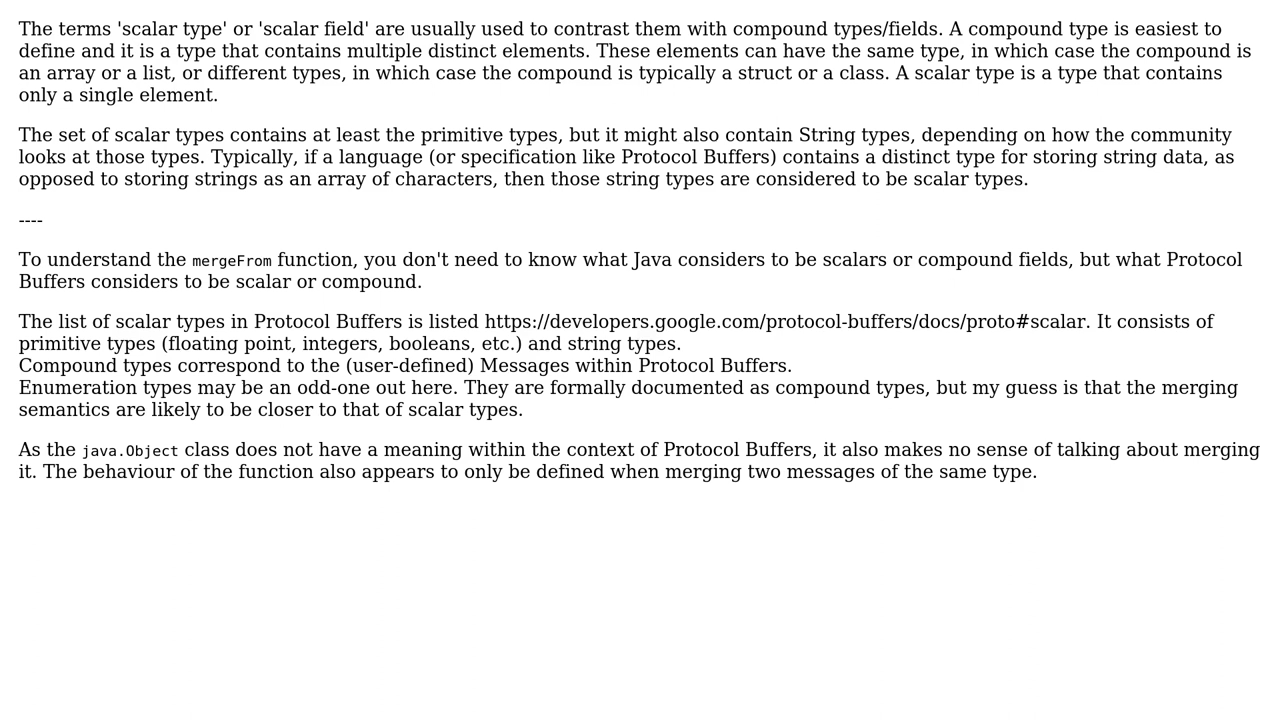 The terms 'scalar type' or 'scalar field' are usually used to contrast them with compound types/fields. A compound type is easiest to
define and it is a type that contains multiple distinct elements. These elements can have the same type, in which case the compound is
an array or a list, or different types, in which case the compound is typically a struct or a class. A scalar type is a type that contains
only a single element.
The set of scalar types contains at least the primitive types, but it might also contain String types, depending on how the community
looks at those types. Typically, if a language (or specification like Protocol Buffers) contains a distinct type for storing string data, as
opposed to storing strings as an array of characters, then those string types are considered to be scalar types.
----
To understand the mergeFrom function, you don't need to know what Java considers to be scalars or compound fields, but what Protocol
Buffers considers to be scalar or compound.
The list of scalar types in Protocol Buffers is listed https://developers.google.com/protocol-buffers/docs/proto#scalar. It consists of
primitive types (floating point, integers, booleans, etc.) and string types.
Compound types correspond to the (user-defined) Messages within Protocol Buffers.
Enumeration types may be an odd-one out here. They are formally documented as compound types, but my guess is that the merging
semantics are likely to be closer to that of scalar types.
As the java.Object class does not have a meaning within the context of Protocol Buffers, it also makes no sense of talking about merging
it. The behaviour of the function also appears to only be defined when merging two messages of the same type.